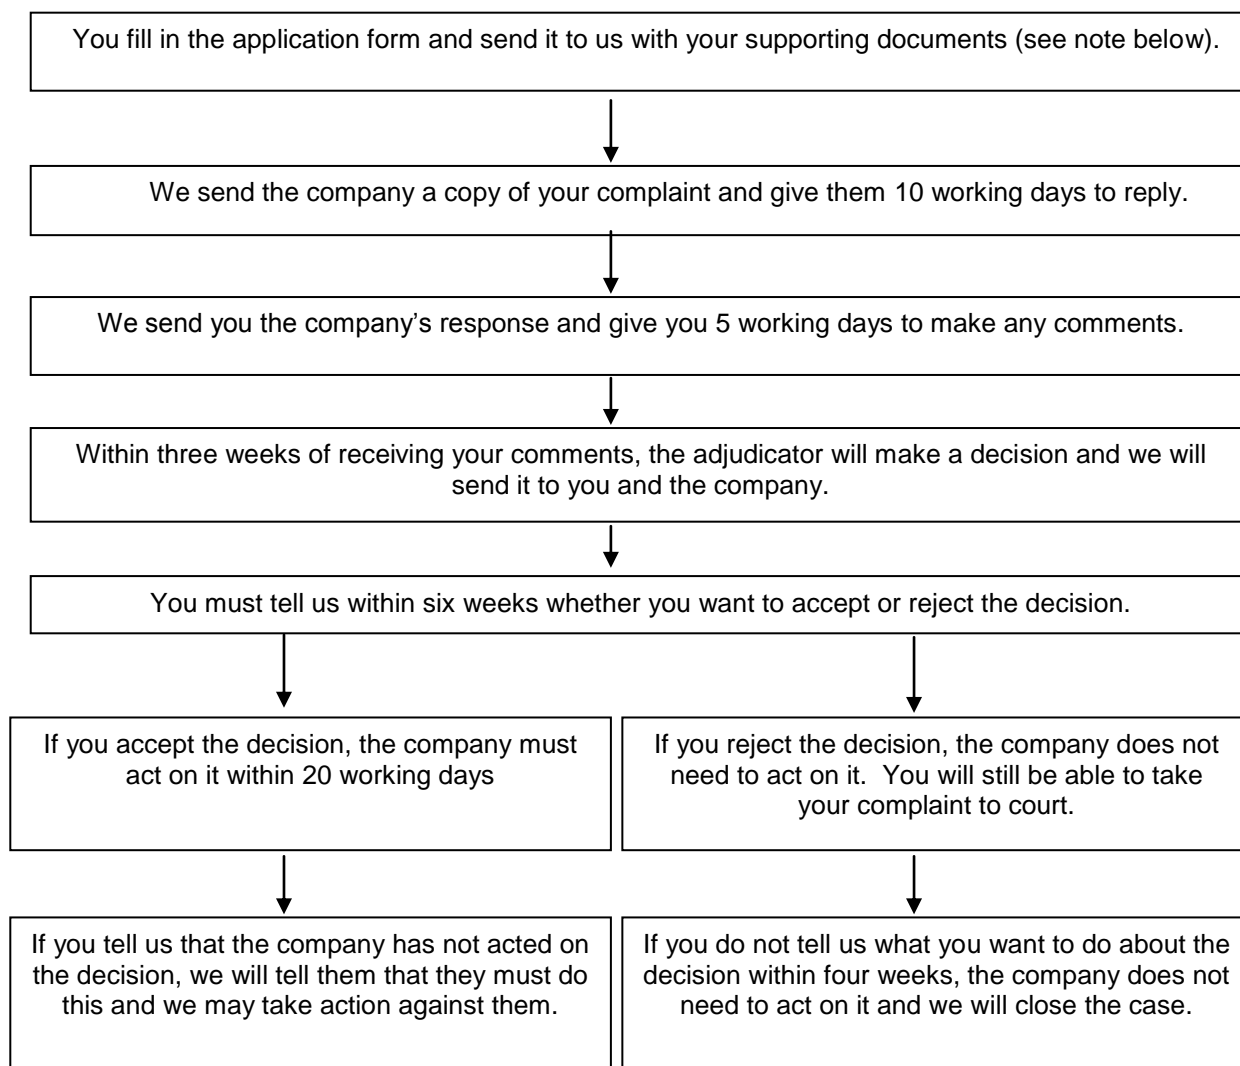 You fill in the application form and send it to us with your supporting documents (see note below).
We send the company a copy of your complaint and give them 10 working days to reply.
We send you the company’s response and give you 5 working days to make any comments.
Within three weeks of receiving your comments, the adjudicator will make a decision and we will
send it to you and the company.
You must tell us within six weeks whether you want to accept or reject the decision.
If you accept the decision, the company must
act on it within 20 working days
If you reject the decision, the company does not
need to act on it.  You will still be able to take
your complaint to court.
If you tell us that the company has not acted on
the decision, we will tell them that they must do
this and we may take action against them.
If you do not tell us what you want to do about the
decision within four weeks, the company does not
need to act on it and we will close the case.